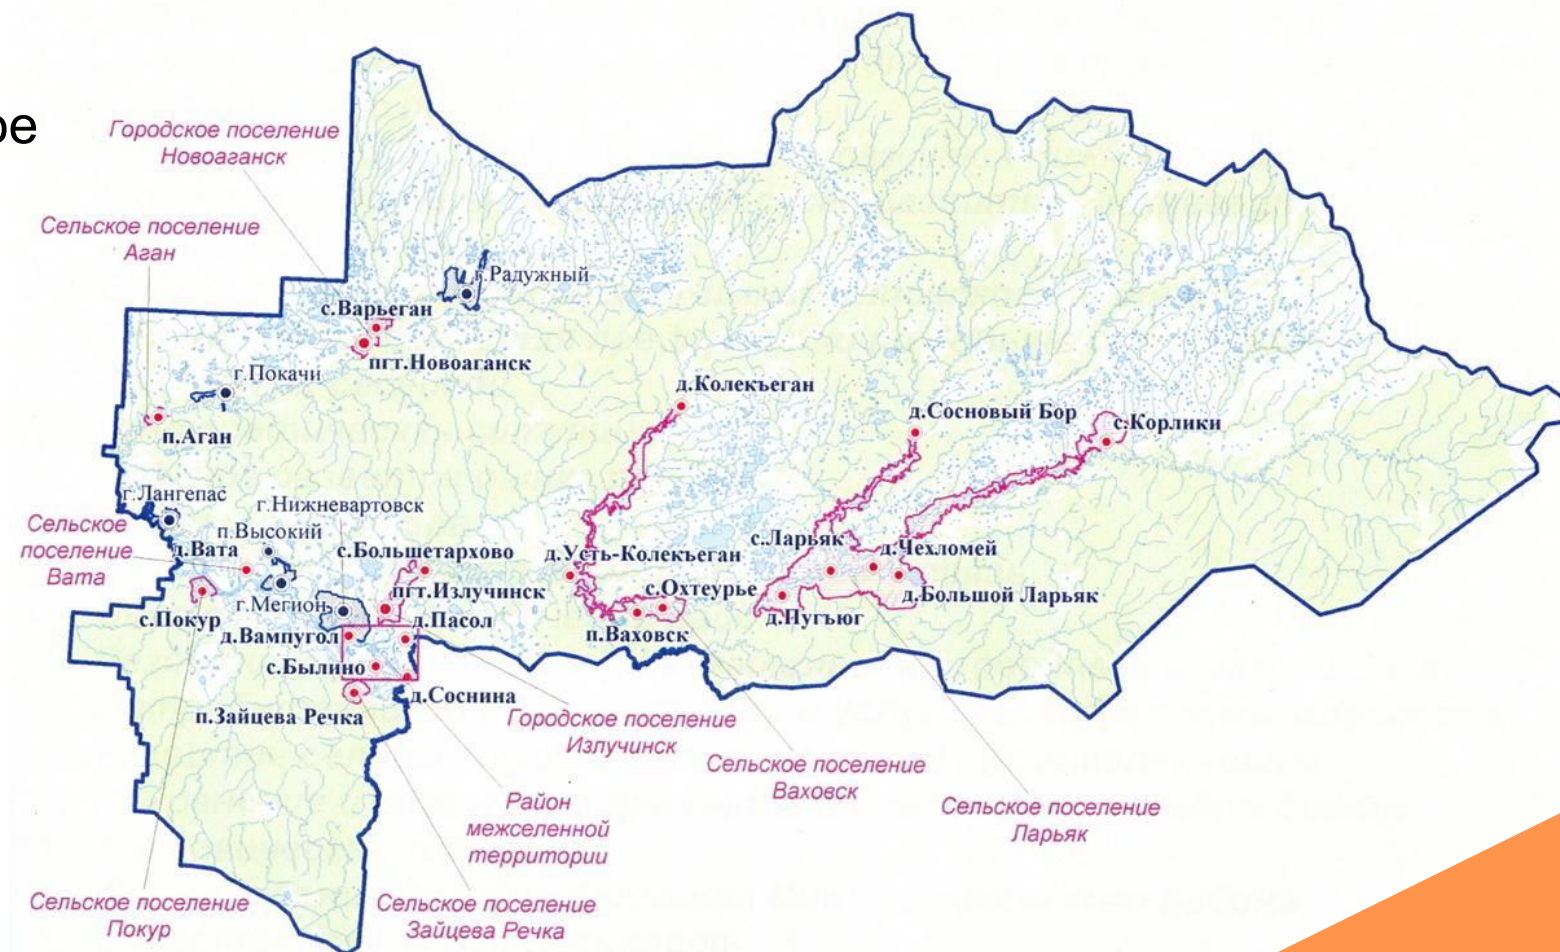 ре
Городское поселение
Новоаганск
Сельское поселение
Аган
г.Радужный
с.Варьеган
пгт.Новоаганск
г.Покачи
п.Аган
д.Колекъеган
д.Сосновый Бор
с.Корлики
г.Лангепас
г.Нижневартовск
Сельское
поселение
Вата
п.Высокий
д.Вата
с.Большетархово
д.Усть-Колекъеган
с.Ларьяк
д.Чехломей
пгт.Излучинск
с.Охтеурье
д.Большой Ларьяк
г.Мегион
с.Покур
д.Пасол
д.Пугъюг
д.Вампугол
п.Ваховск
с.Былино
д.Соснина
п.Зайцева Речка
Городское поселение
Излучинск
Сельское поселение
Ваховск
Район
межселенной
территории
Сельское поселение
Ларьяк
Сельское поселение
Покур
Сельское поселение
Зайцева Речка